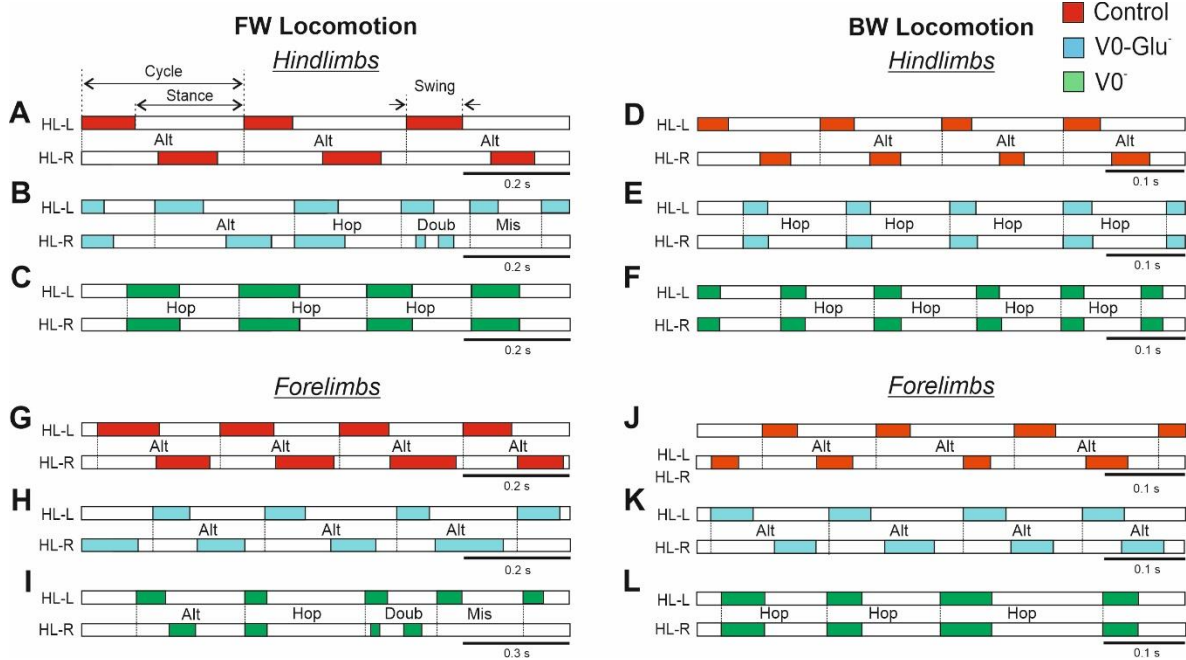 FW Locomotion
BW Locomotion
Control
V0-Glu⁻
V0⁻
Hindlimbs
Cycle
Stance
Swing
A
HL-L
Alt Alt Alt
HL-R
0.2 s
B
HL-L
Alt Hop Doub Mis
HL-R
0.2 s
C
HL-L
Hop Hop Hop
HL-R
0.2 s
Hindlimbs
D
HL-L
Alt Alt Alt
HL-R
0.1 s
E
HL-L
Hop Hop Hop Hop
HL-R
0.1 s
F
HL-L
Hop Hop Hop Hop
HL-R
0.1 s
Forelimbs
G
HL-L
Alt Alt Alt Alt
HL-R
0.2 s
H
HL-L
Alt Alt Alt
HL-R
0.2 s
I
HL-L
Alt Hop Doub Mis
HL-R
0.3 s
Forelimbs
J
Alt Alt Alt
HL-L
HL-R
0.1 s
K
HL-L
Alt Alt Alt Alt
HL-R
0.1 s
L
HL-L
Hop Hop Hop
HL-R
0.1 s